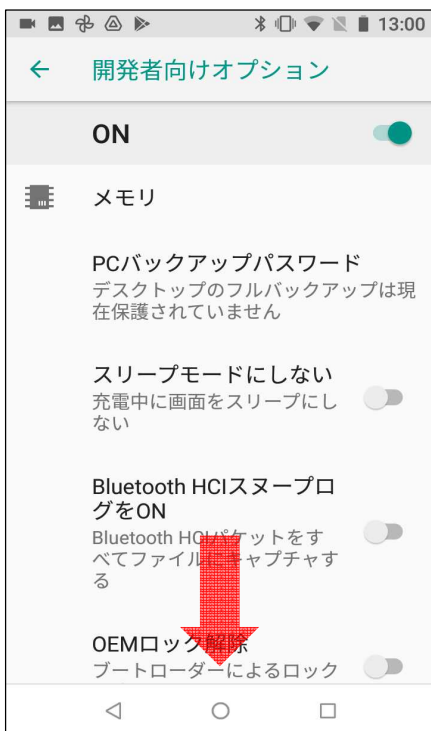 13:00
開発者向けオプション
ON
メモリ
PCバックアップパスワード
デスクトップのフルバックアップは現
在保護されていません
スリープモードにしない
充電中に画面をスリープにし
ない
Bluetooth HCIスヌープロ
グをON
Bluetooth HCIパケットをす
べてファイルにキャプチャす
る
OEMロック解除
ブートローダーによるロック